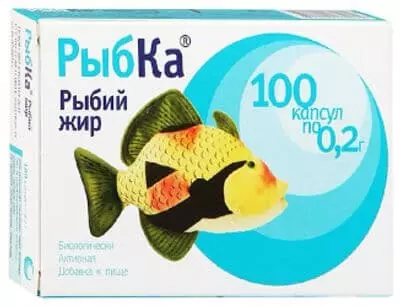 РыбКа®
Рыбий
жир
100
капсул
по
0,2г
Биологически
Активная
Добавка к пище